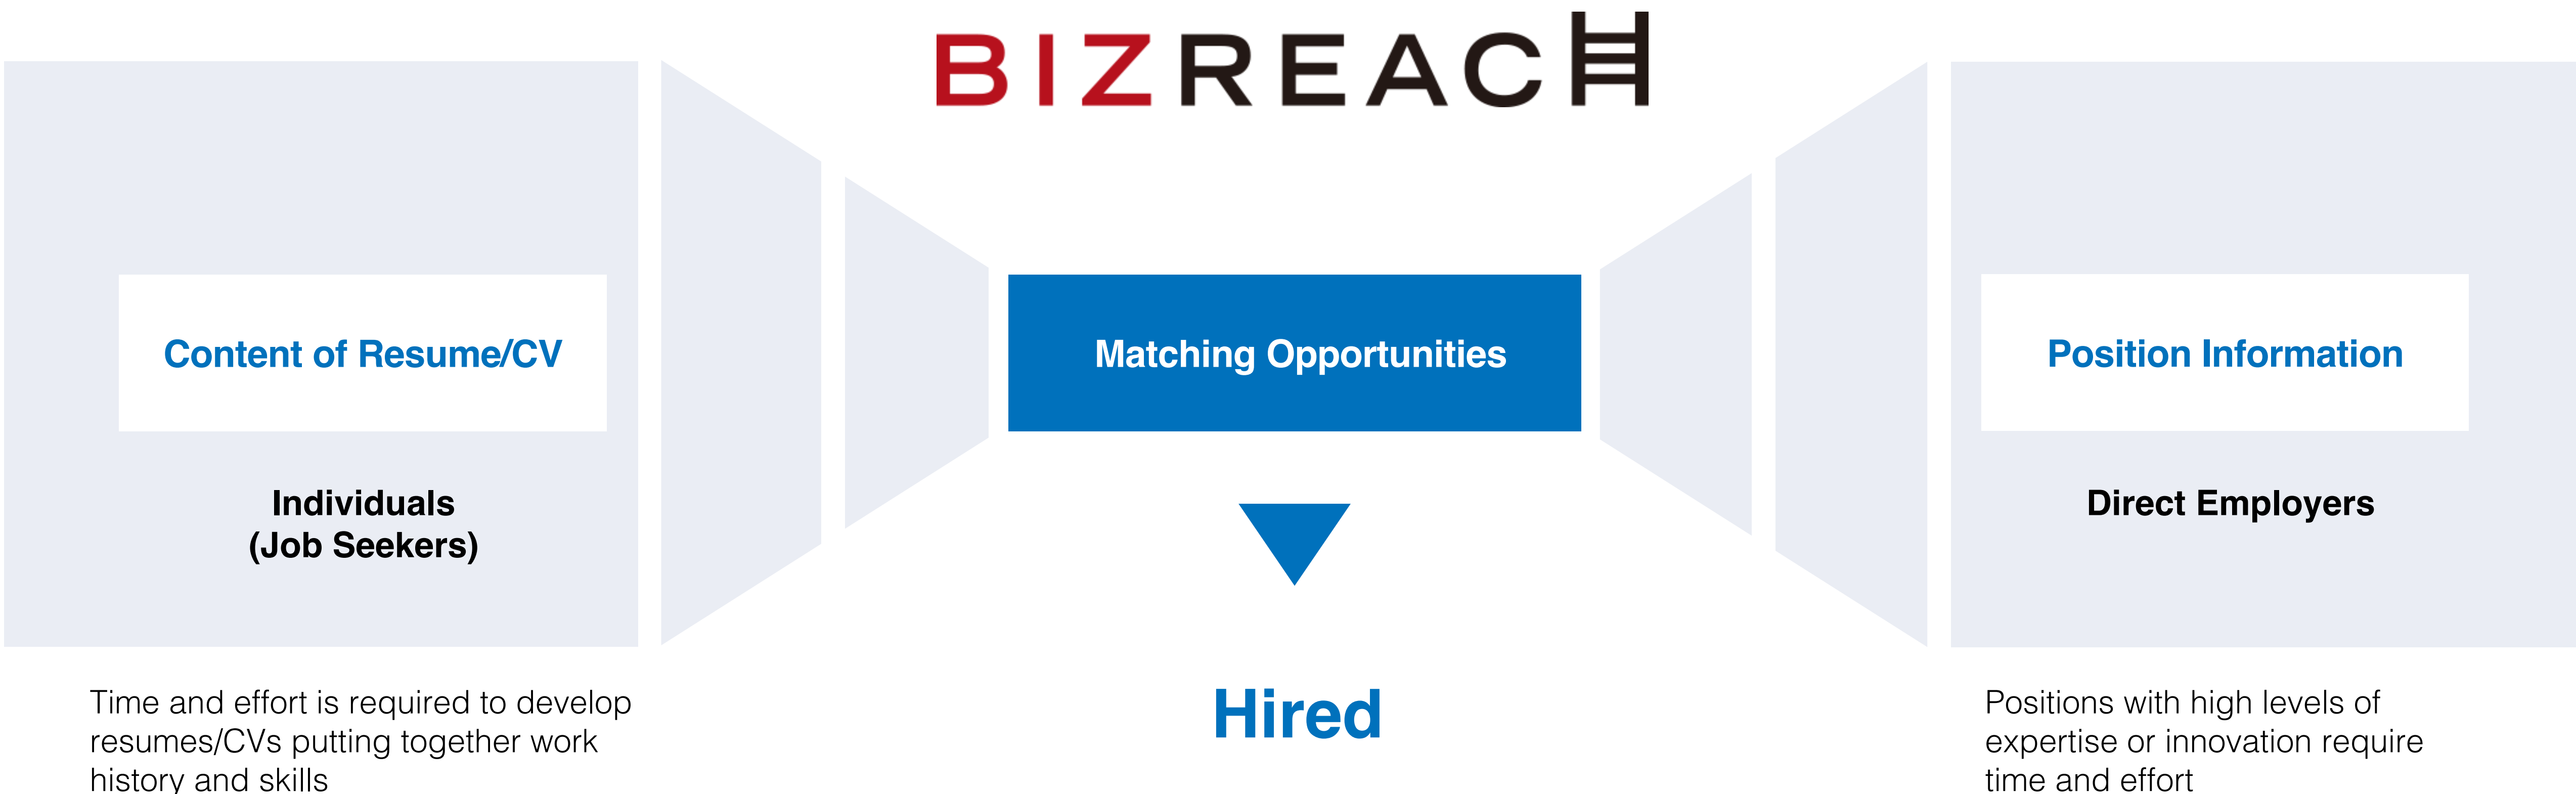 BIZREACH
Content of Resume/CV
Individuals
(Job Seekers)
Time and effort is required to develop
resumes/CVs putting together work
history and skills
Matching Opportunities
Hired
Position Information
Direct Employers
Positions with high levels of
expertise or innovation require
time and effort